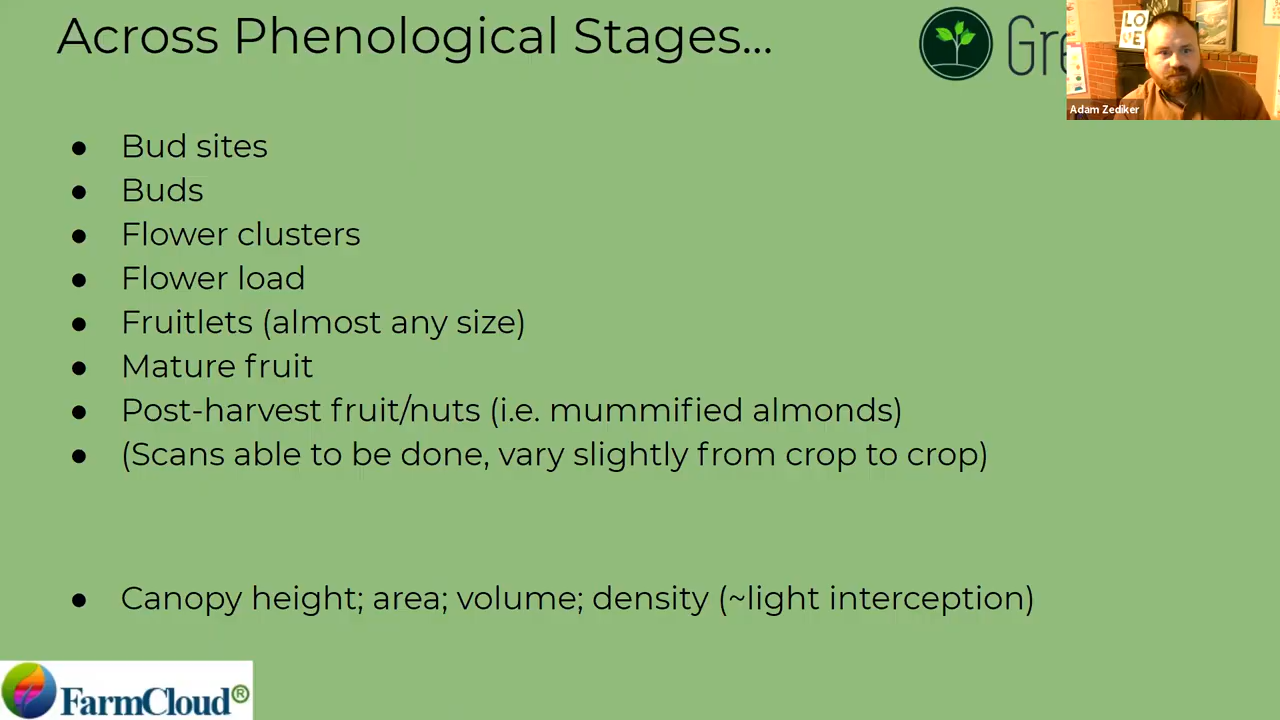 Across Phenological Stages...
Adam Zediker
● Bud sites
● Buds
● Flower clusters
● Flower load
● Fruitlets (almost any size)
● Mature fruit
● Post-harvest fruit/nuts (i.e. mummified almonds)
● (Scans able to be done, vary slightly from crop to crop)
● Canopy height; area; volume; density (~light interception)
FarmCloud®